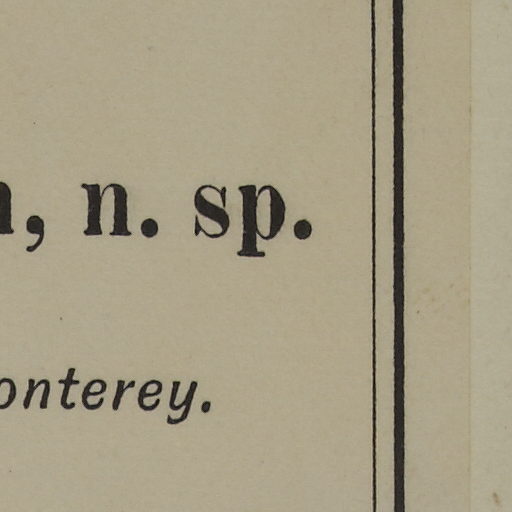 , n. sp.
onterey.